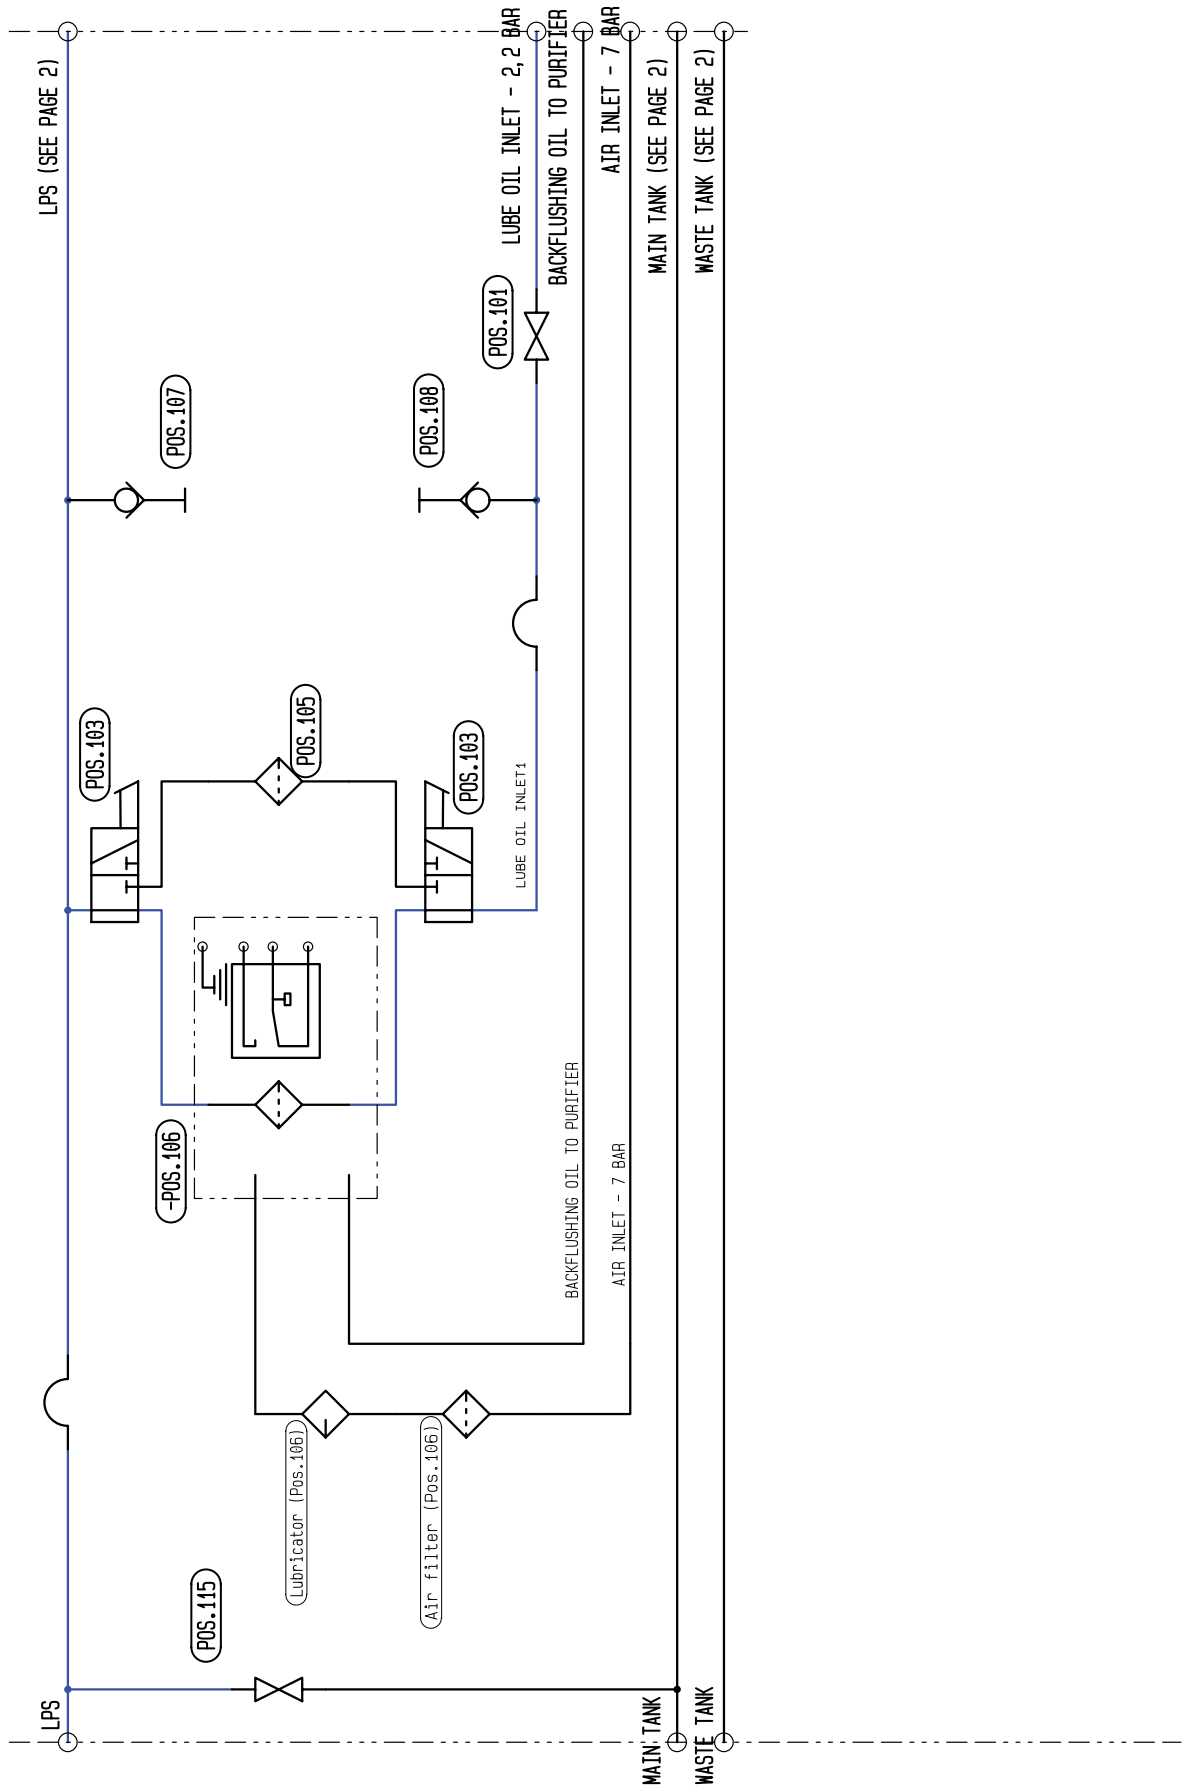 LPS (SEE PAGE 2)
LUBE OIL INLET - 2,2 BAR
BACKFLUSHING OIL TO PURIFIER
AIR INLET - 7 BAR
MAIN TANK (SEE PAGE 2)
WASTE TANK (SEE PAGE 2)
POS.101
POS.107
POS.108
POS.103
POS.105
POS.103
LUBE OIL INLET1
-POS.106
BACKFLUSHING OIL TO PURIFIER
AIR INLET - 7 BAR
Lubricator (Pos.106)
Air filter (Pos.106)
POS.115
LPS
MAIN TANK
WASTE TANK